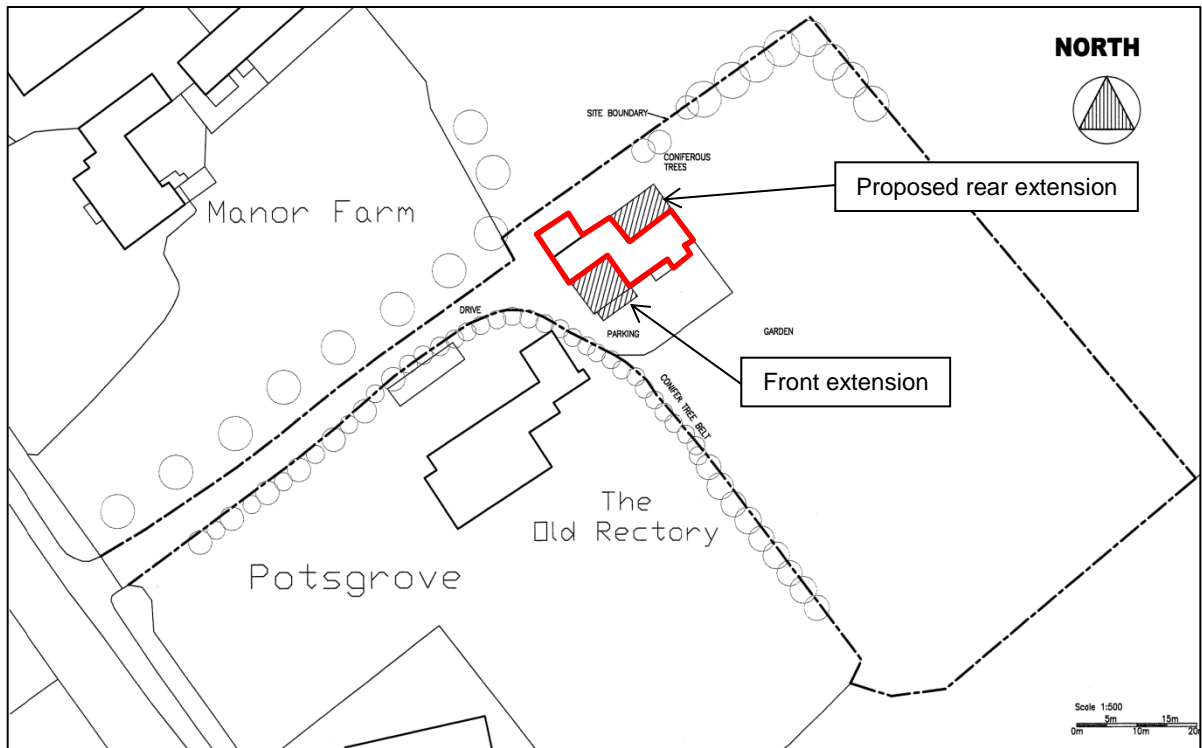 NORTH
SITE BOUNDARY
CONIFEROUS
TREES
Proposed rear extension
Manor Farm
DRIVE
PARKING
GARDEN
Front extension
CONIFER TREE BELT
The
Old Rectory
Potsgrove
Scale 1:500
5m 15m
0m 10m 20